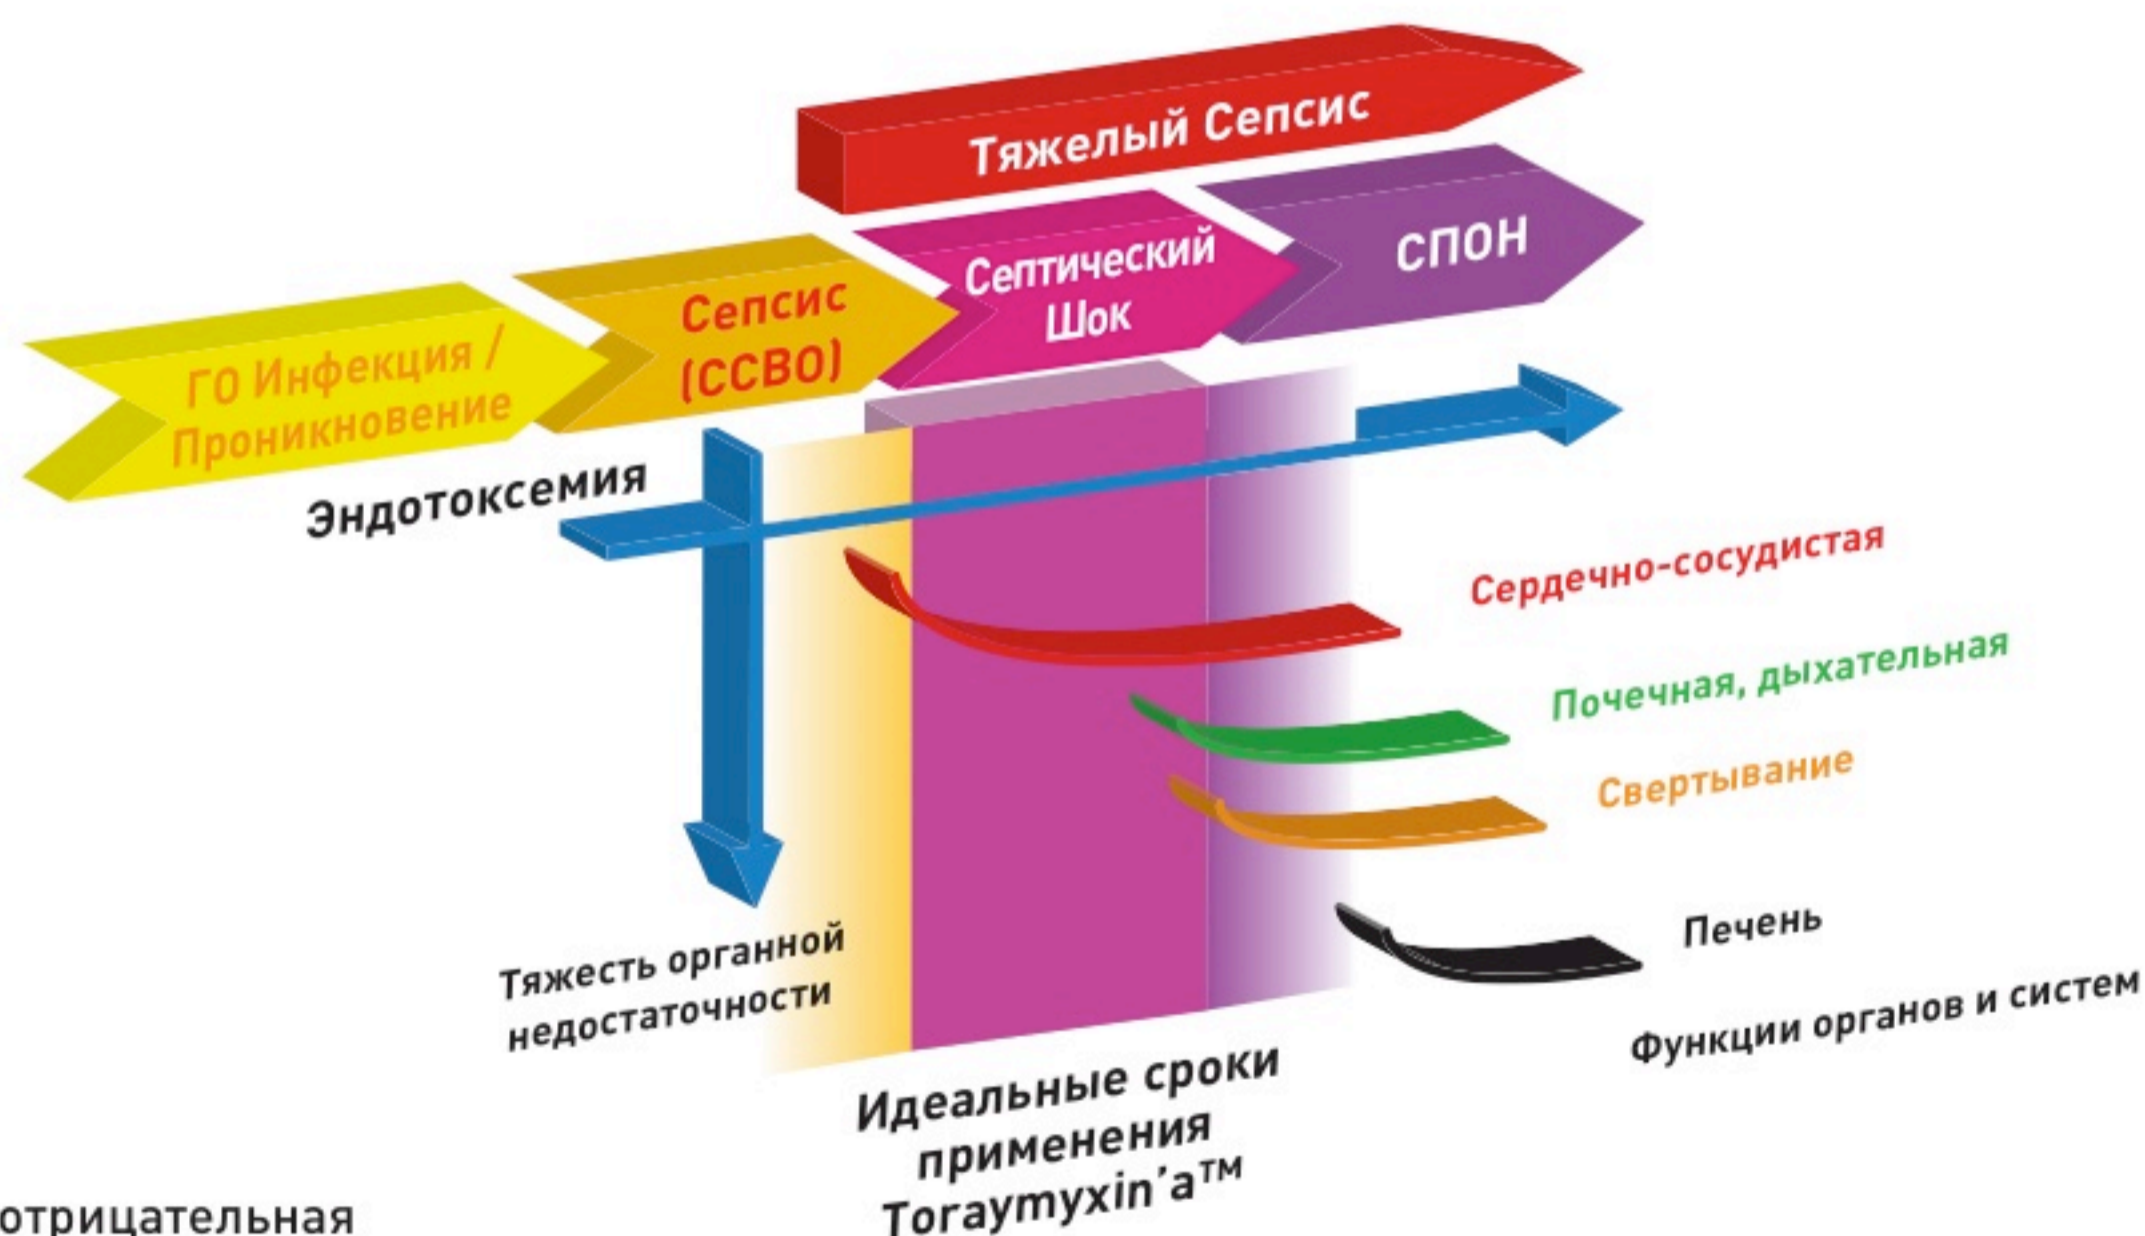 Тяжелый Сепсис
СПОН
Септический
Шок
Сепсис
(ССВО)
ГО Инфекция /
Проникновение
Эндотоксемия
Сердечно-сосудистая
Почечная, дыхательная
Свертывание
Печень
Функции органов и систем
Тяжесть органной
недостаточности
Идеальные сроки
применения
Toraymyxin’a™
отрицательная